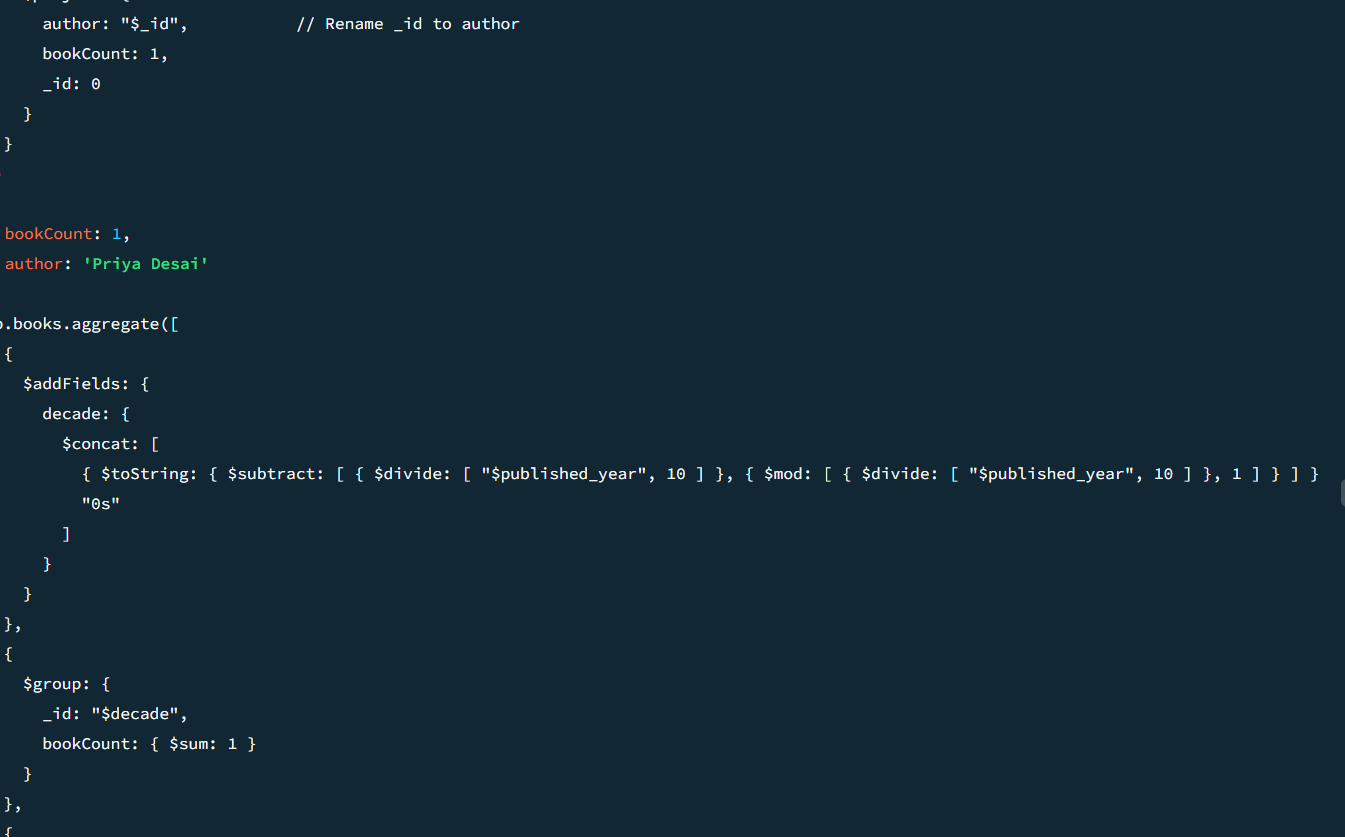 author: "$_id",           // Rename _id to author
bookCount: 1,
_id: 0
}
}
bookCount: 1,
author: 'Priya Desai'
.books.aggregate([
{
$addFields: {
decade: {
$concat: [
{ $toString: { $subtract: [ { $divide: [ "$published_year", 10 ] }, { $mod: [ { $divide: [ "$published_year", 10 ] }, 1 ] } ] }
"0s"
]
}
}
},
{
$group: {
_id: "$decade",
bookCount: { $sum: 1 }
}
},
{